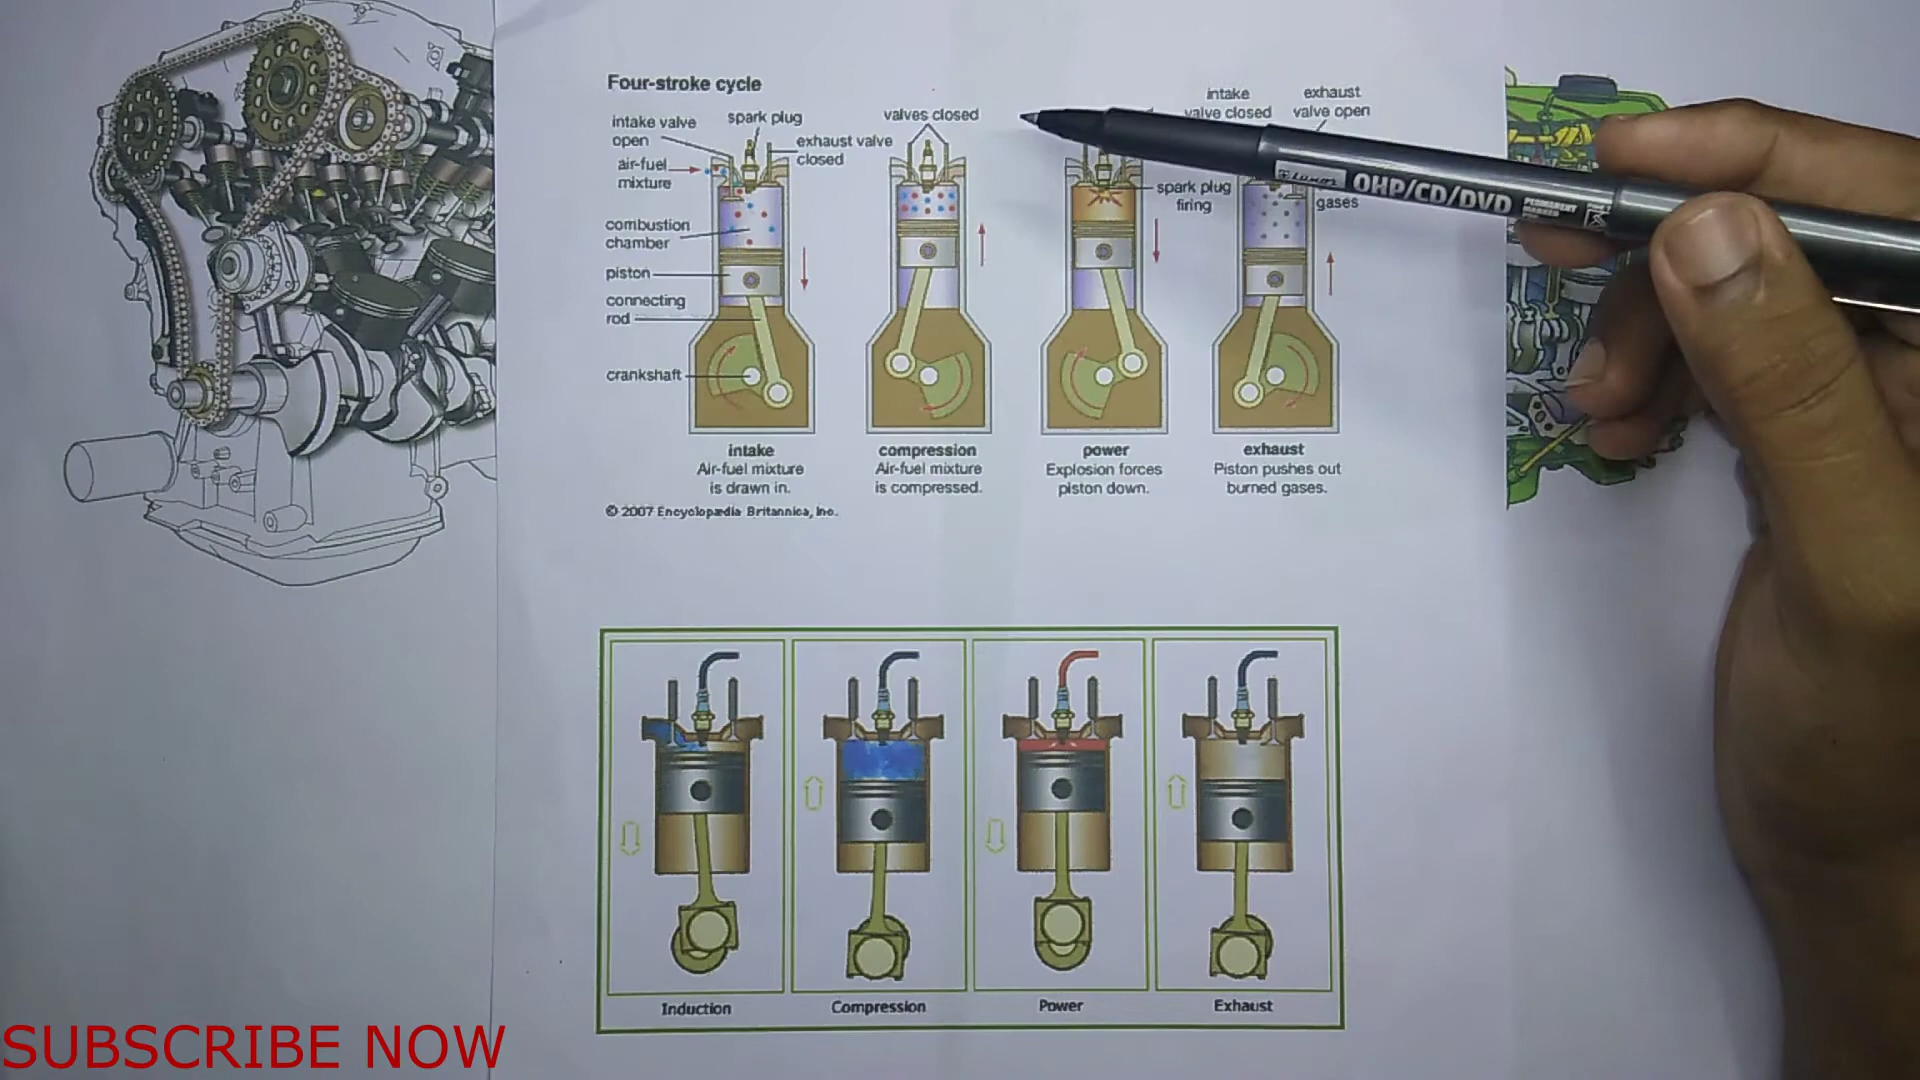 Four-stroke cycle
intake valve
open
spark plug
exhaust valve
closed
air-fuel
mixture
combustion
chamber
piston
connecting
rod
crankshaft
valves closed
spark plug
firing
intake
valve closed
exhaust
valve open
gases
intake
Air-fuel mixture
is drawn in.
compression
Air-fuel mixture
is compressed.
power
Explosion forces
piston down.
exhaust
Piston pushes out
burned gases.
© 2007 Encyclopædia Britannica, Inc.
Luxor OHP/CD/DVD PERMANENT
MARKER
Induction
Compression
Power
Exhaust
SUBSCRIBE NOW